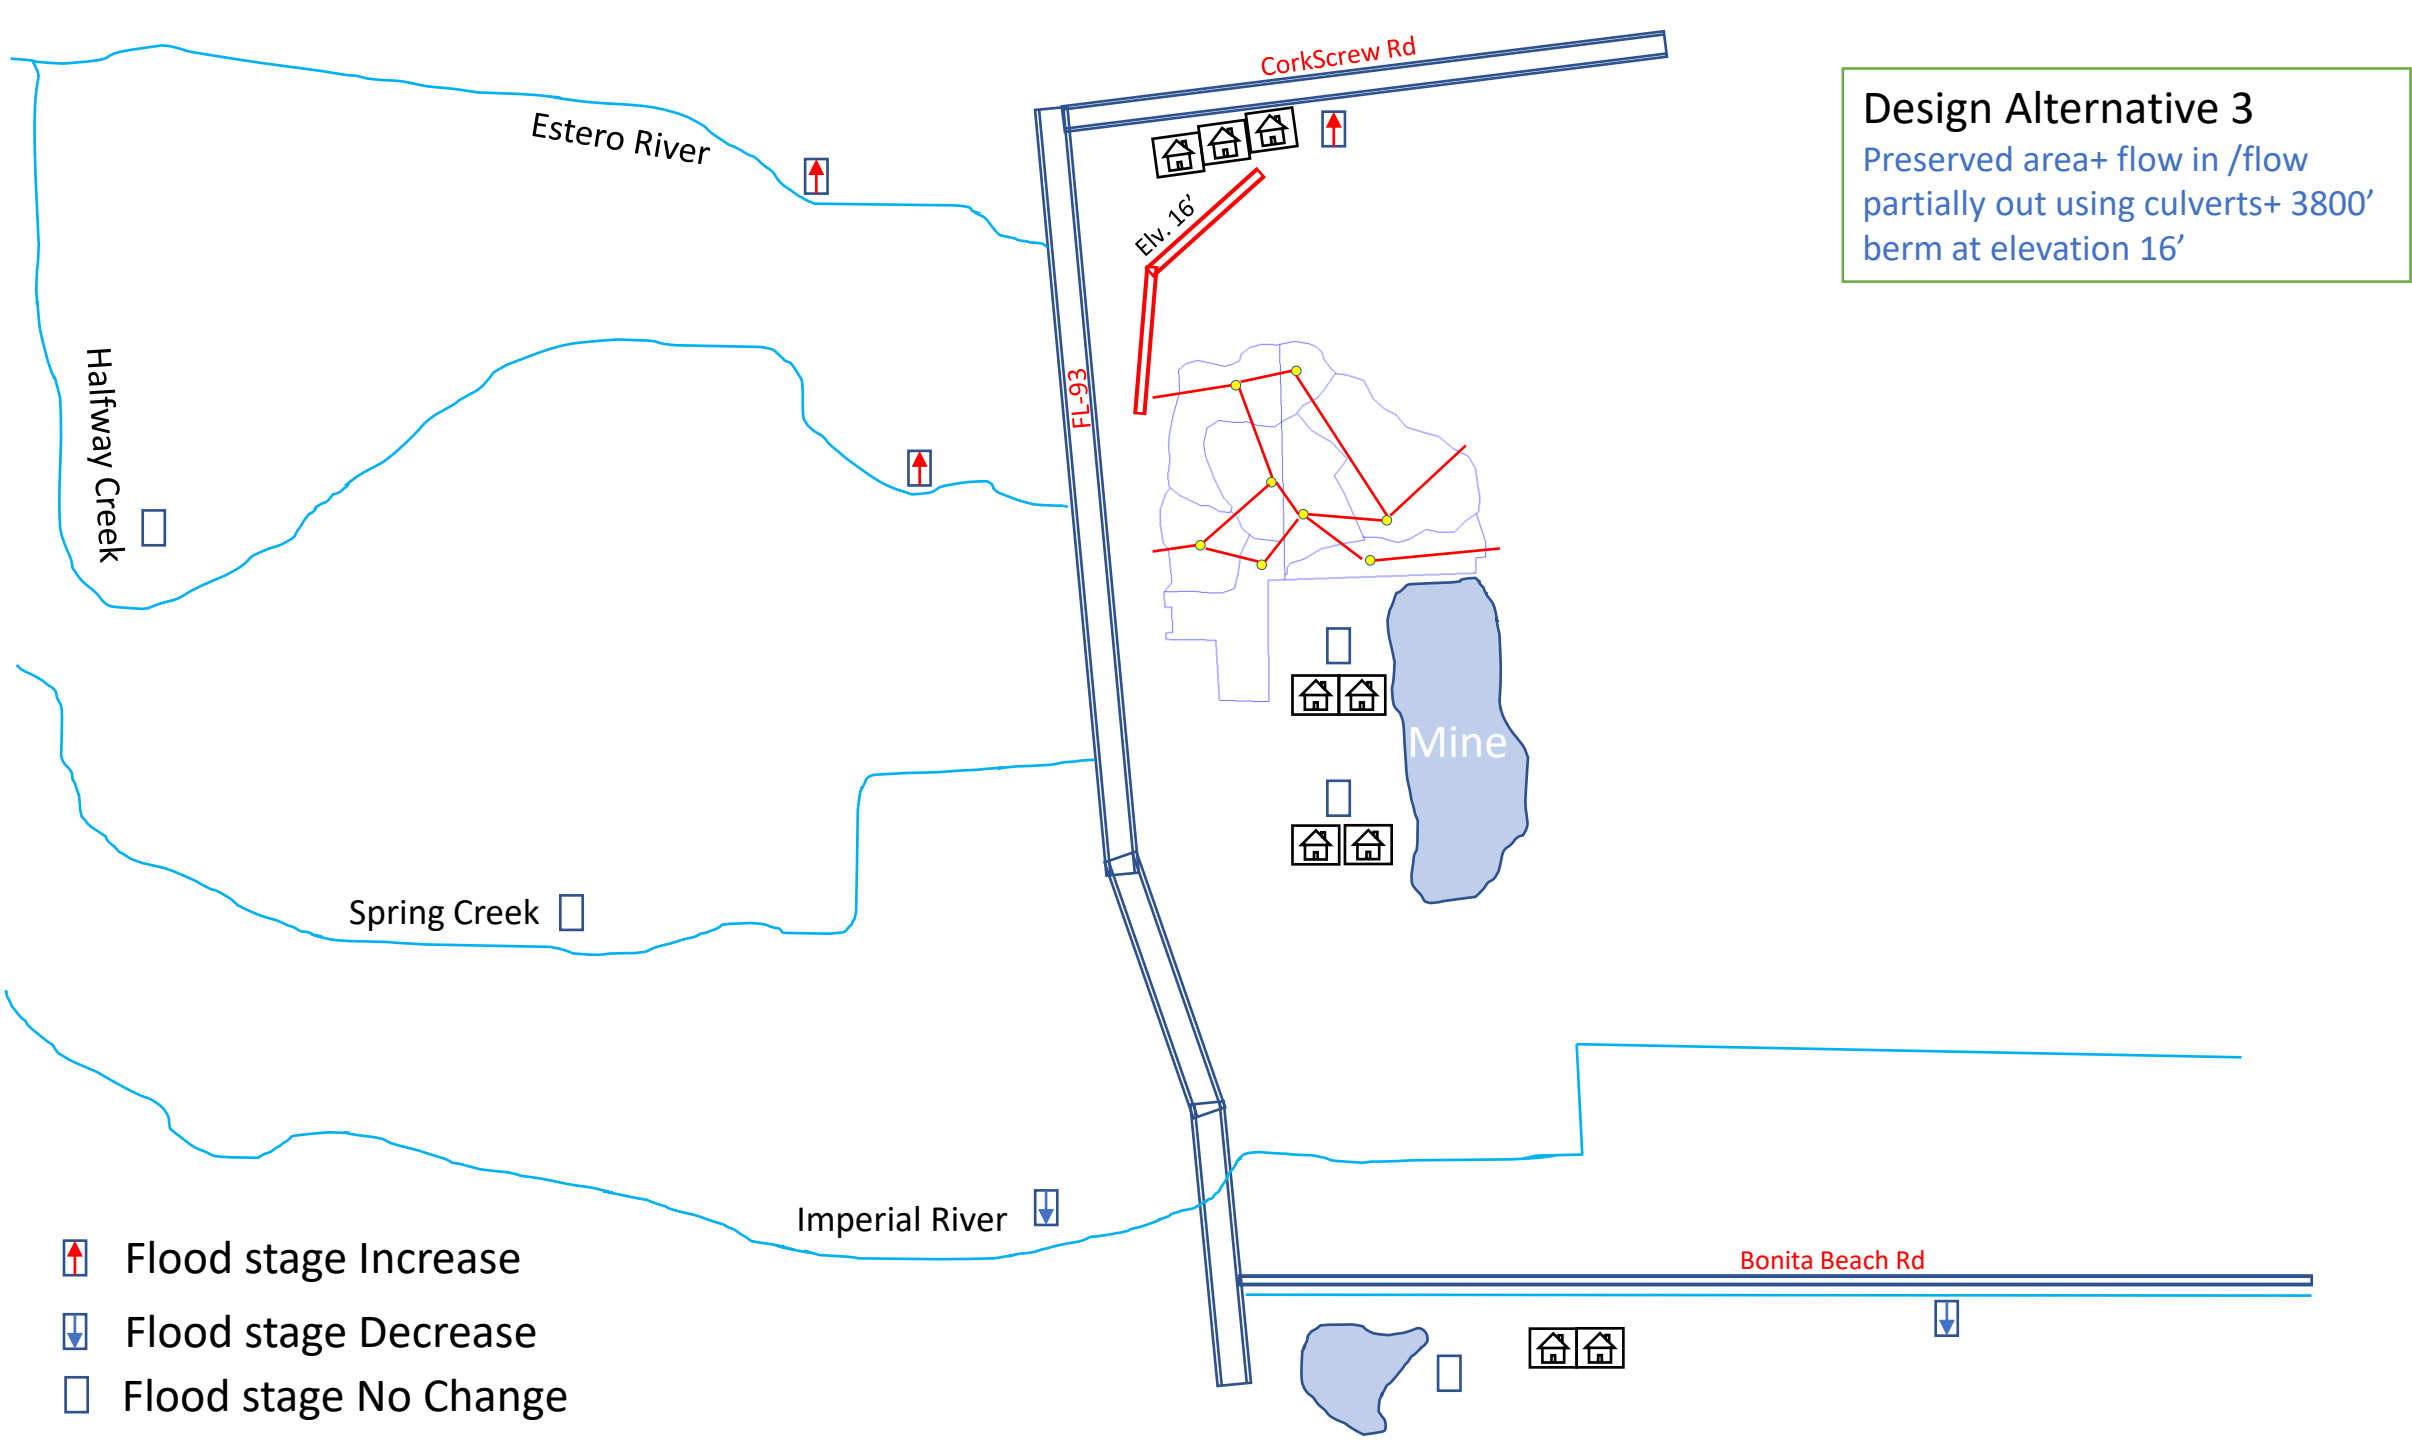 CorkScrew Rd
Design Alternative 3
Preserved area+ flow in /flow
partially out using culverts+ 3800’
berm at elevation 16’
Estero River
Elv. 16’
Halfway Creek
FL-93
Mine
Spring Creek
Imperial River
Bonita Beach Rd
Flood stage Increase
Flood stage Decrease
Flood stage No Change